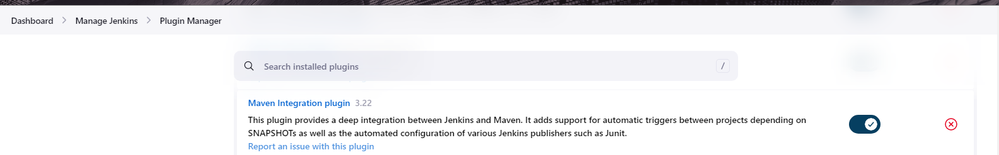 Dashboard > Manage Jenkins > Plugin Manager
Search installed plugins /
Maven Integration plugin 3.22
This plugin provides a deep integration between Jenkins and Maven. It adds support for automatic triggers between projects depending on
SNAPSHOTs as well as the automated configuration of various Jenkins publishers such as Junit.
Report an issue with this plugin